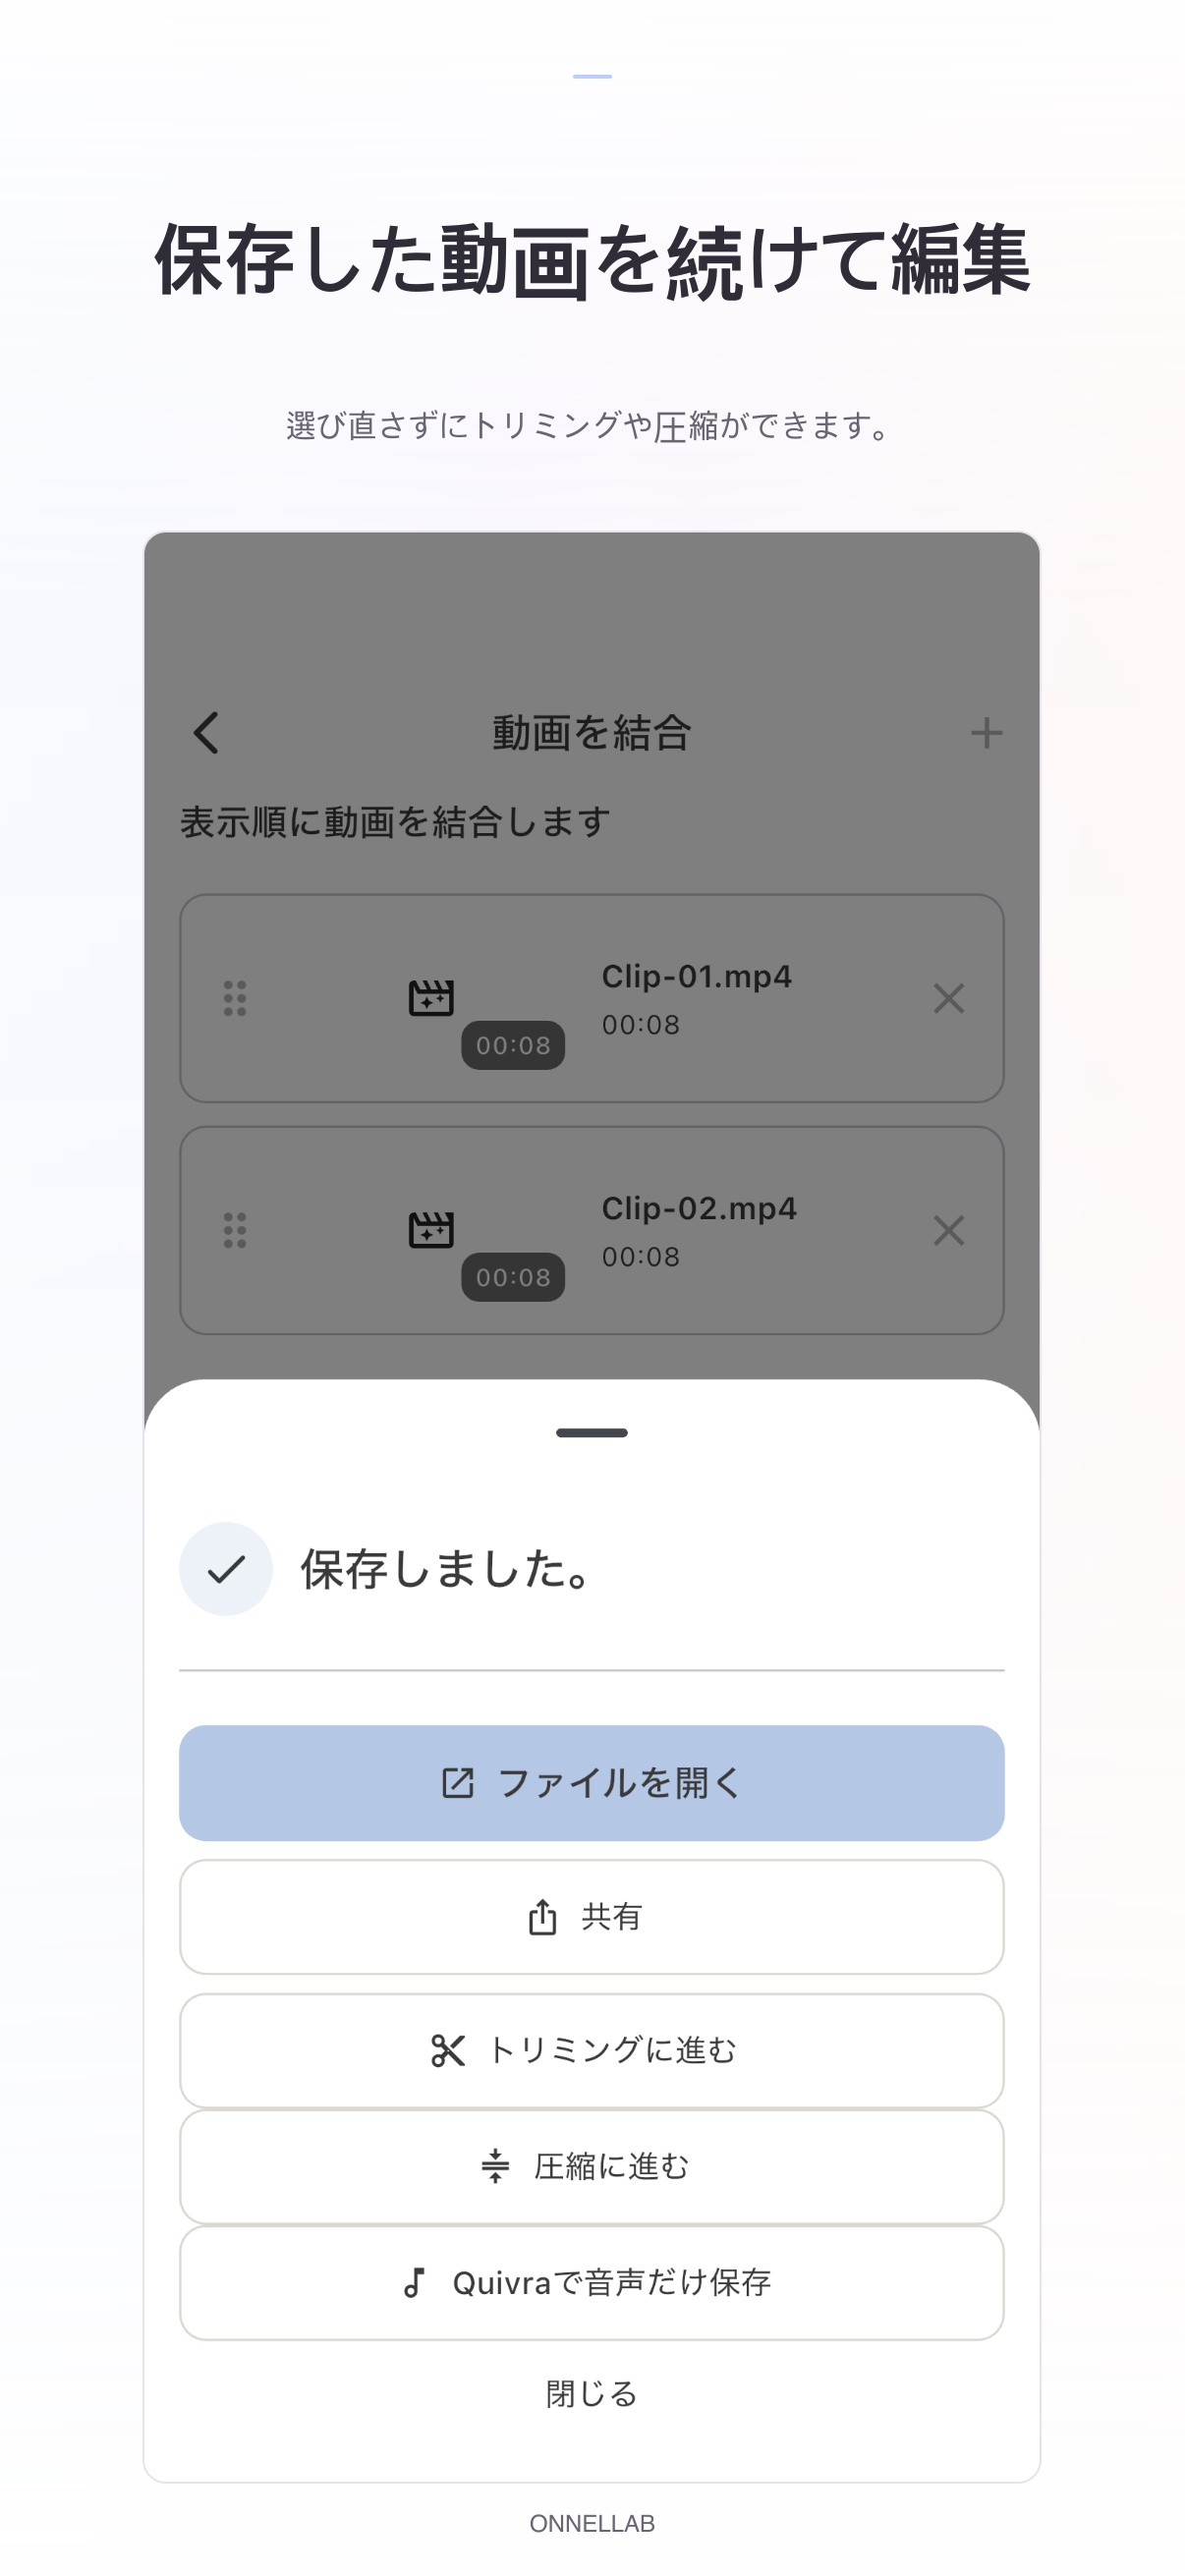 保存した動画を続けて編集
選び直さずにトリミングや圧縮ができます。
動画を結合
表示順に動画を結合します
Clip-01.mp4
00:08
00:08
Clip-02.mp4
00:08
00:08
保存しました。
ファイルを開く
共有
トリミングに進む
圧縮に進む
Quivraで音声だけ保存
閉じる
ONNELLAB